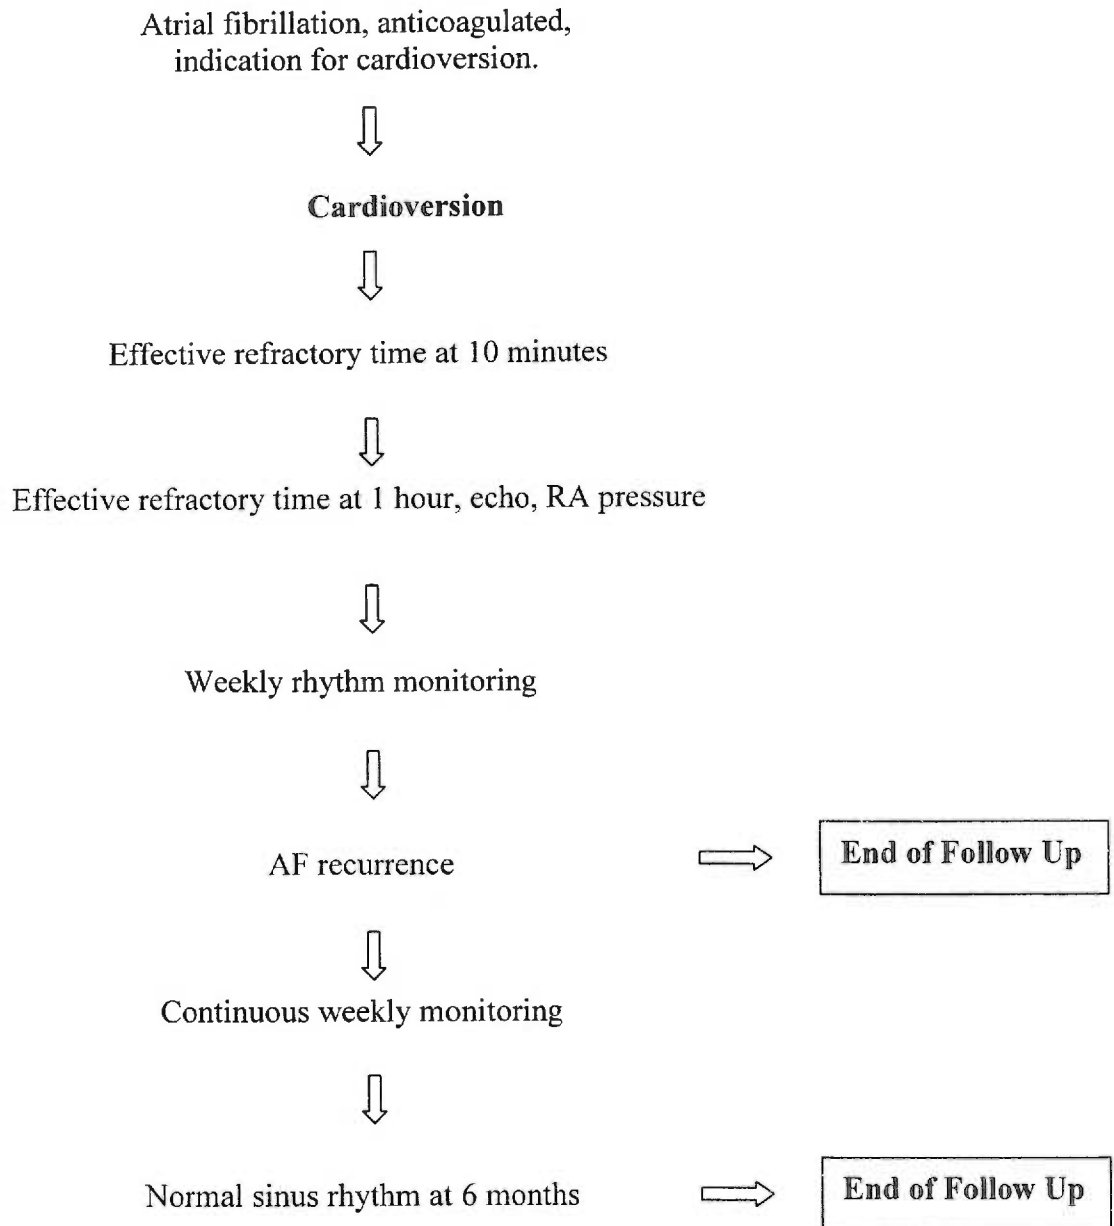 Atrial fibrillation, anticoagulated,
indication for cardioversion.
Cardioversion
Effective refractory time at 10 minutes
Effective refractory time at 1 hour, echo, RA pressure
Weekly rhythm monitoring
AF recurrence
End of Follow Up
Continuous weekly monitoring
Normal sinus rhythm at 6 months
End of Follow Up